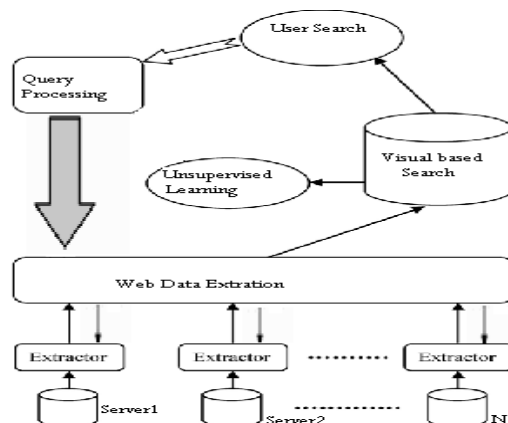 User Search
Query
Processing
Visual based
Search
Unsupervised
Learning
Web Data Extration
Extractor
Extractor
Extractor
Server1
Server2
N